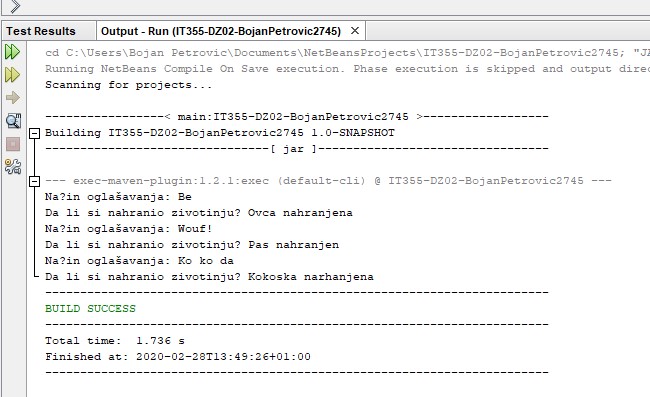 Test Results
Output - Run (IT355-DZ02-BojanPetrovic2745) ×
cd C:\Users\Bojan Petrovic\Documents\NetBeansProjects\IT355-DZ02-BojanPetrovic2745;
Running NetBeans Compile On Save execution. Phase execution is skipped and output
Scanning for projects...
-----------------< main:IT355-DZ02-BojanPetrovic2745 >------------------
Building IT355-DZ02-BojanPetrovic2745 1.0-SNAPSHOT
--------------------------------[ jar ]---------------------------------
--- exec-maven-plugin:1.2.1:exec (default-cli) @ IT355-DZ02-BojanPetrovic2745 ---
Na?in oglašavanja: Be
Da li si nahranio zivotinju? Ovca nahranjena
Na?in oglašavanja: Wouf!
Da li si nahranio zivotinju? Pas nahranjen
Na?in oglašavanja: Ko ko da
Da li si nahranio zivotinju? Kokoska narhanjena
------------------------------------------------------------------------
BUILD SUCCESS
------------------------------------------------------------------------
Total time:  1.736 s
Finished at: 2020-02-28T13:49:26+01:00
------------------------------------------------------------------------